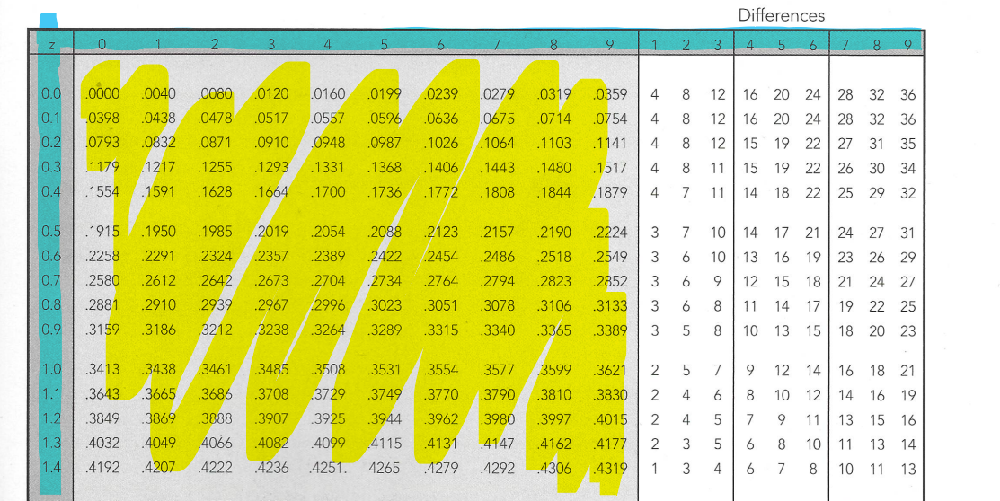 Differences
z 0 1 2 3 4 5 6 7 8 9 1 2 3 4 5 6 7 8 9
0.0 .0000 .0040 .0080 .0120 .0160 .0199 .0239 .0279 .0319 .0359 4 8 12 16 20 24 28 32 36
0.1 .0398 .0438 .0478 .0517 .0557 .0596 .0636 .0675 .0714 .0754 4 8 12 16 20 24 28 32 36
0.2 .0793 .0832 .0871 .0910 .0948 .0987 .1026 .1064 .1103 .1141 4 8 12 15 19 22 27 31 35
0.3 .1179 .1217 .1255 .1293 .1331 .1368 .1406 .1443 .1480 .1517 4 8 11 15 19 22 26 30 34
0.4 .1554 .1591 .1628 .1664 .1700 .1736 .1772 .1808 .1844 .1879 4 7 11 14 18 22 25 29 32
0.5 .1915 .1950 .1985 .2019 .2054 .2088 .2123 .2157 .2190 .2224 3 7 10 14 17 21 24 27 31
0.6 .2258 .2291 .2324 .2357 .2389 .2422 .2454 .2486 .2518 .2549 3 6 10 13 16 19 23 26 29
0.7 .2580 .2612 .2642 .2673 .2704 .2734 .2764 .2794 .2823 .2852 3 6 9 12 15 18 21 24 27
0.8 .2881 .2910 .2939 .2967 .2996 .3023 .3051 .3078 .3106 .3133 3 6 8 11 14 17 19 22 25
0.9 .3159 .3186 .3212 .3238 .3264 .3289 .3315 .3340 .3365 .3389 3 5 8 10 13 15 18 20 23
1.0 .3413 .3438 .3461 .3485 .3508 .3531 .3554 .3577 .3599 .3621 2 5 7 9 12 14 16 18 21
1.1 .3643 .3665 .3686 .3708 .3729 .3749 .3770 .3790 .3810 .3830 2 4 6 8 10 12 14 16 19
1.2 .3849 .3869 .3888 .3907 .3925 .3944 .3962 .3980 .3997 .4015 2 4 5 7 9 11 13 15 16
1.3 .4032 .4049 .4066 .4082 .4099 .4115 .4131 .4147 .4162 .4177 2 3 5 6 8 10 11 13 14
1.4 .4192 .4207 .4222 .4236 .4251. 4265 .4279 .4292 .4306 .4319 1 3 4 6 7 8 10 11 13